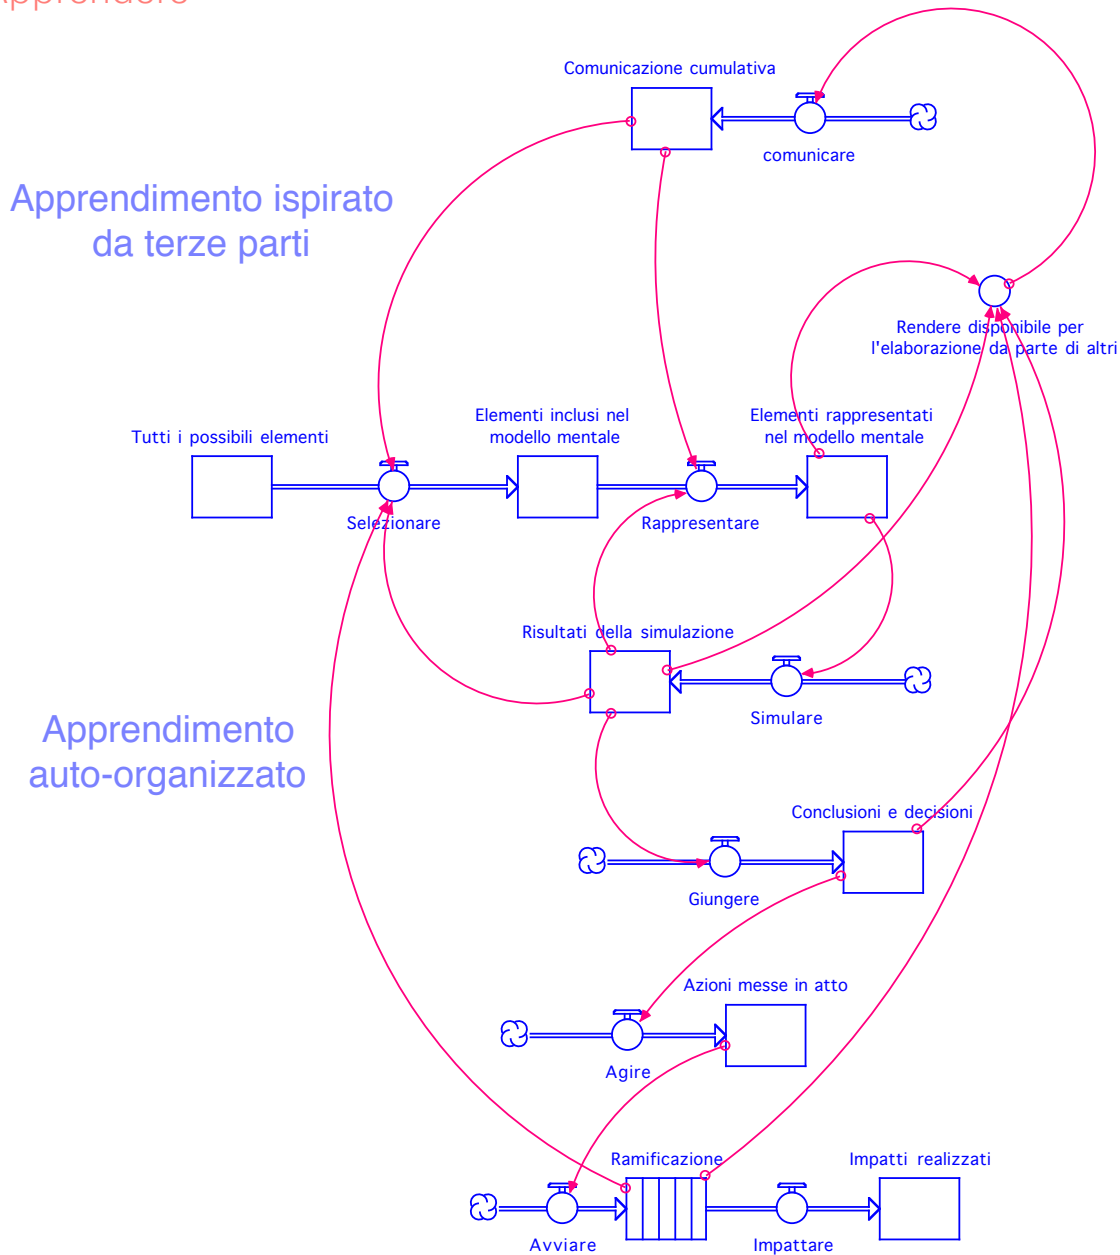 Apprendere
Comunicazione cumulativa
comunicare
Apprendimento ispirato
da terze parti
Rendere disponibile per
l'elaborazione da parte di altri
Elementi inclusi nel
modello mentale
Elementi rappresentati
nel modello mentale
Tutti i possibili elementi
Selezionare
Rappresentare
Risultati della simulazione
Simulare
Apprendimento
auto-organizzato
Conclusioni e decisioni
Giungere
Azioni messe in atto
Agire
Ramificazione
Impatti realizzati
Avviare
Impattare